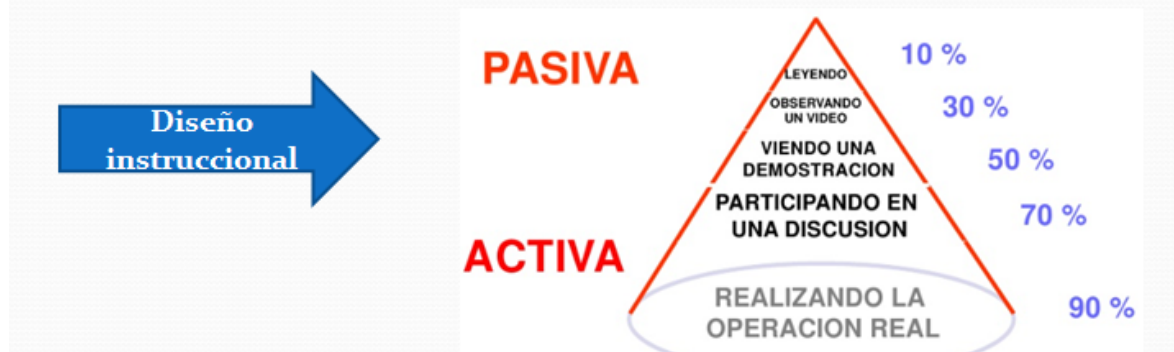 Diseño
instruccional
PASIVA
ACTIVA
LEYENDO
OBSERVANDO
UN VIDEO
VIENDO UNA
DEMOSTRACION
PARTICIPANDO EN
UNA DISCUSION
REALIZANDO LA
OPERACION REAL
10 %
30 %
50 %
70 %
90 %